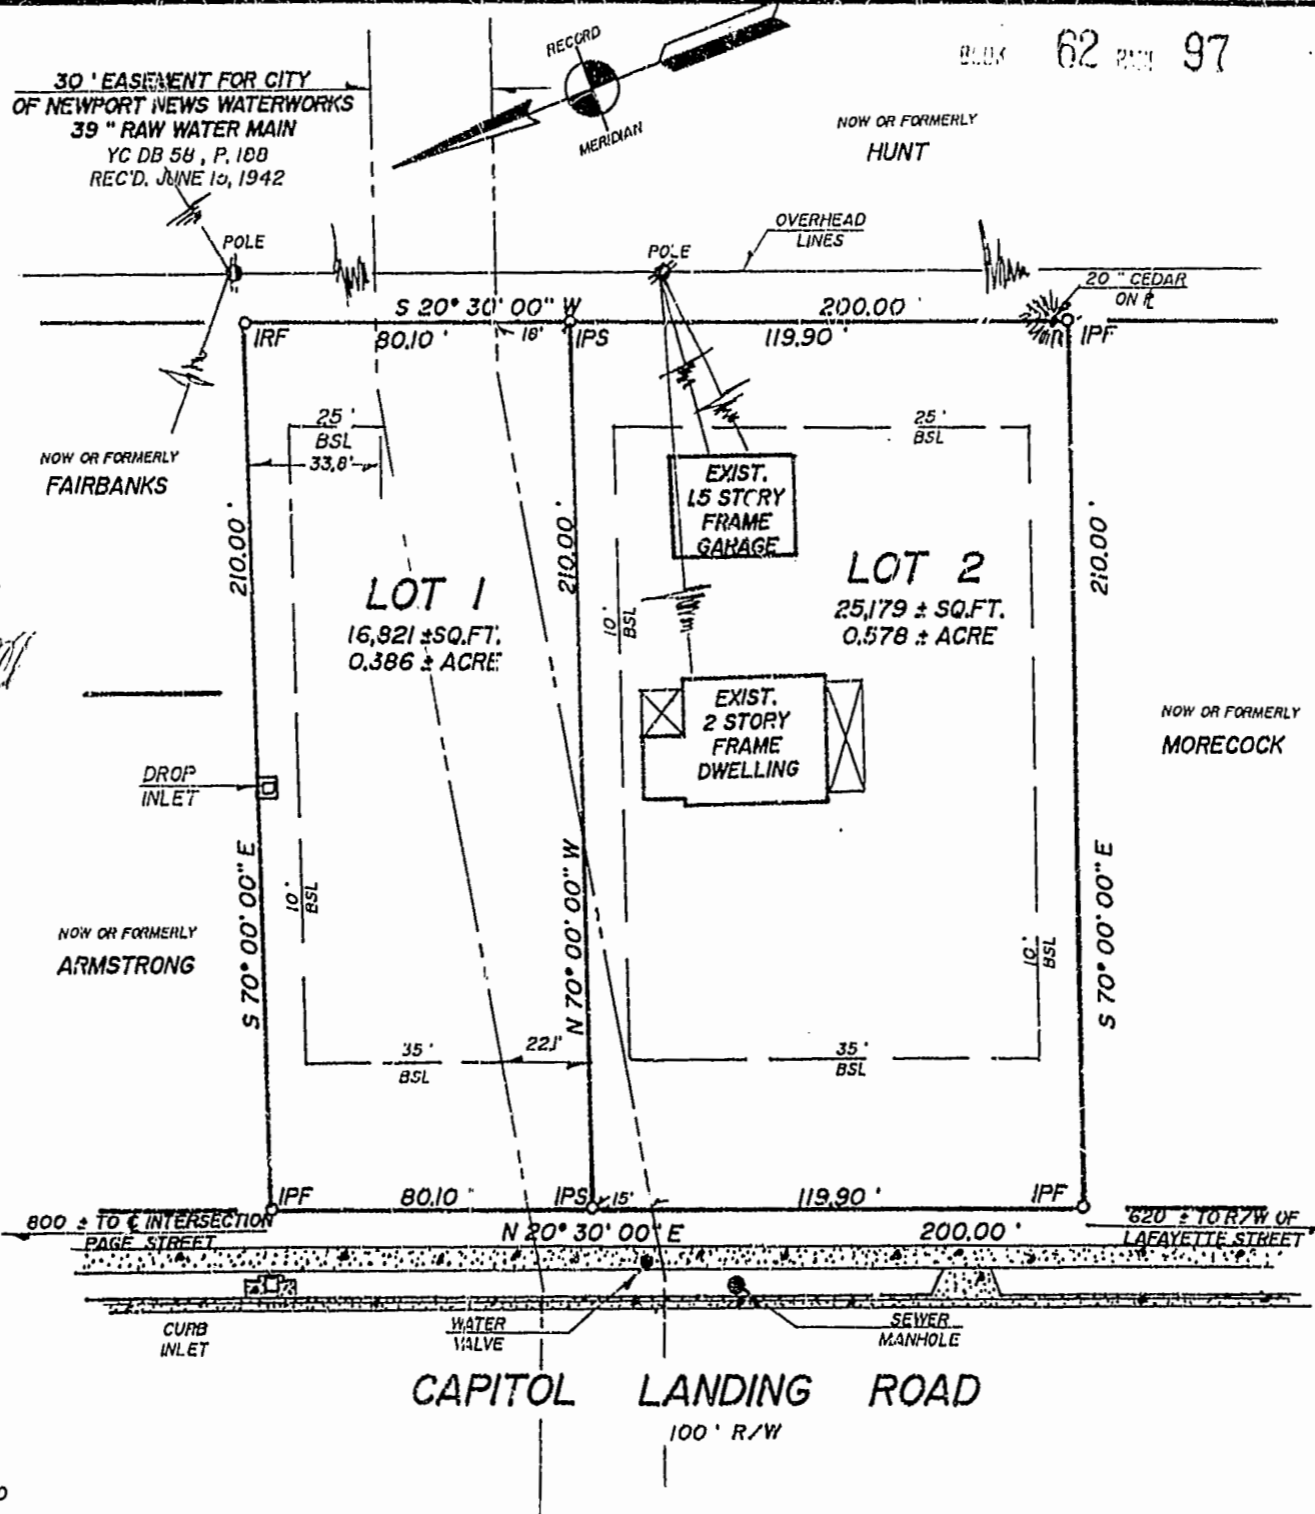 62 97
30' EASEMENT FOR CITY
OF NEWPORT NEWS WATERWORKS
39" RAW WATER MAIN
YC DB 58, P. 188
REC'D. JUNE 1942
RECORD
MERIDIAN
NOW OR FORMERLY
HUNT
POLE
POLE
OVERHEAD
LINES
20" CEDAR
ON PL
S 20° 30' 00" W 200.00'
IRF 80.10' 18' IPS 119.90' IPF
25'
BSL
33.8'
25'
BSL
NOW OR FORMERLY
FAIRBANKS
EXIST.
1.5 STORY
FRAME
GARAGE
210.00'
210.00'
210.00'
LOT 1
16,821 ± SQ.FT.
0.386 ± ACRE
LOT 2
25,179 ± SQ.FT.
0.578 ± ACRE
10'
BSL
EXIST.
2 STORY
FRAME
DWELLING
NOW OR FORMERLY
MORECOCK
DROP
INLET
S 70° 00' 00" E
10'
BSL
N 70° 00' 00" W
10'
BSL
S 70° 00' 00" E
NOW OR FORMERLY
ARMSTRONG
35'
BSL
22.1'
35'
BSL
IPF 80.10' IPS 15' 119.90' IPF
800 ± TO ℄ INTERSECTION
PAGE STREET
N 20° 30' 00" E 200.00'
620 ± TO R/W OF
LAFAYETTE STREET
CURB
INLET
WATER
VALVE
SEWER
MANHOLE
CAPITOL LANDING ROAD
100' R/W